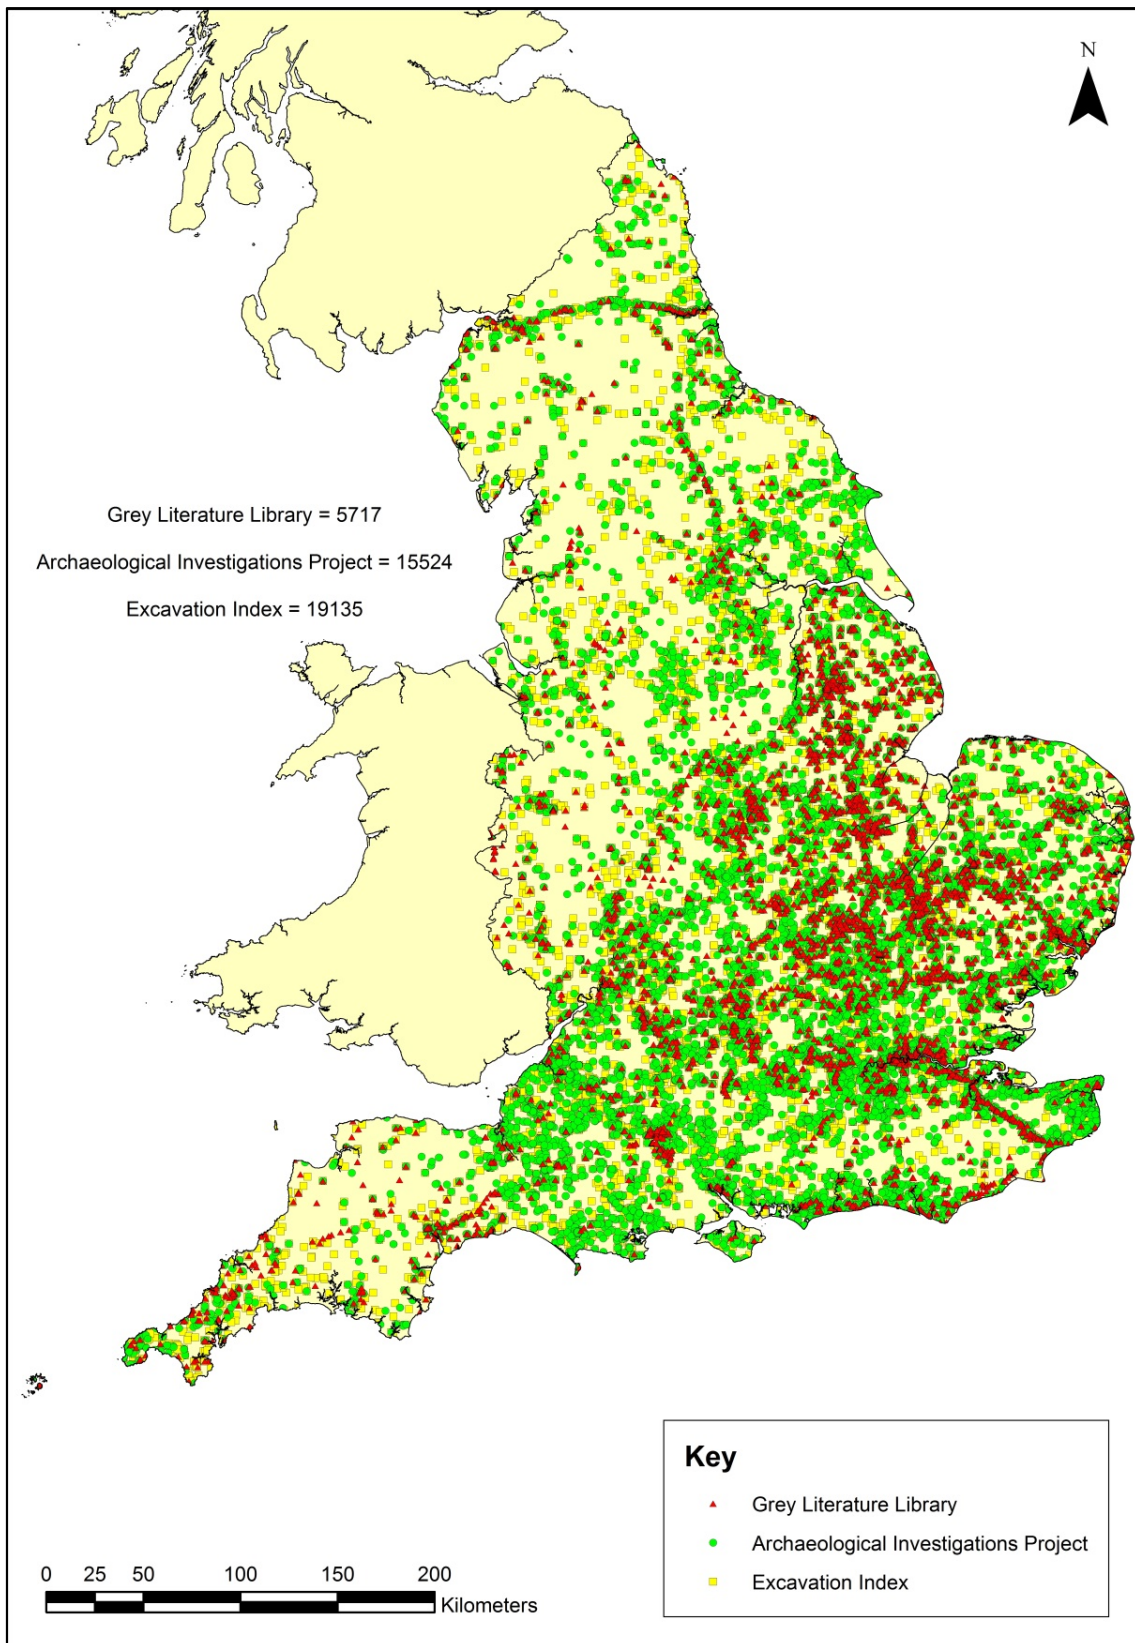 N
Grey Literature Library = 5717
Archaeological Investigations Project = 15524
Excavation Index = 19135
Key
Grey Literature Library
Archaeological Investigations Project
Excavation Index
0 25 50 100 150 200
Kilometers